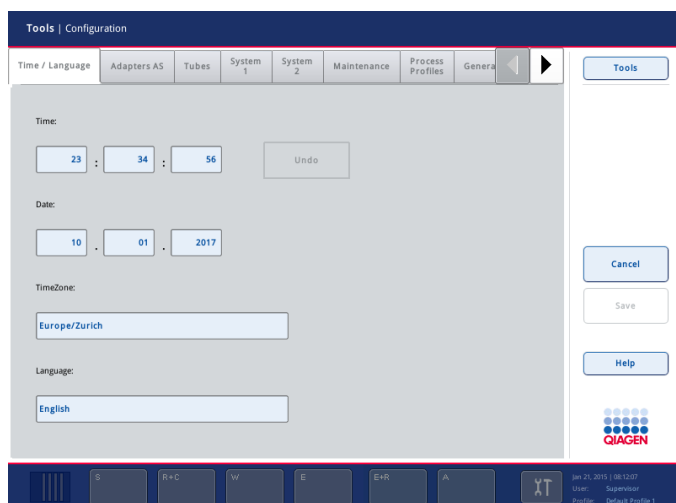 Tools | Configuration
Time / Language Adapters AS Tubes System 1 System 2 Maintenance Process Profiles Genera
Tools
Time:
23 : 34 : 56 Undo
Date:
10 . 01 . 2017
Cancel
TimeZone:
Save
Europe/Zurich
Help
Language:
English
QIAGEN
S R+C W E E+R A
Jan 21, 2015 | 08:12:07
User: Supervisor
Profile: Default Profile 1